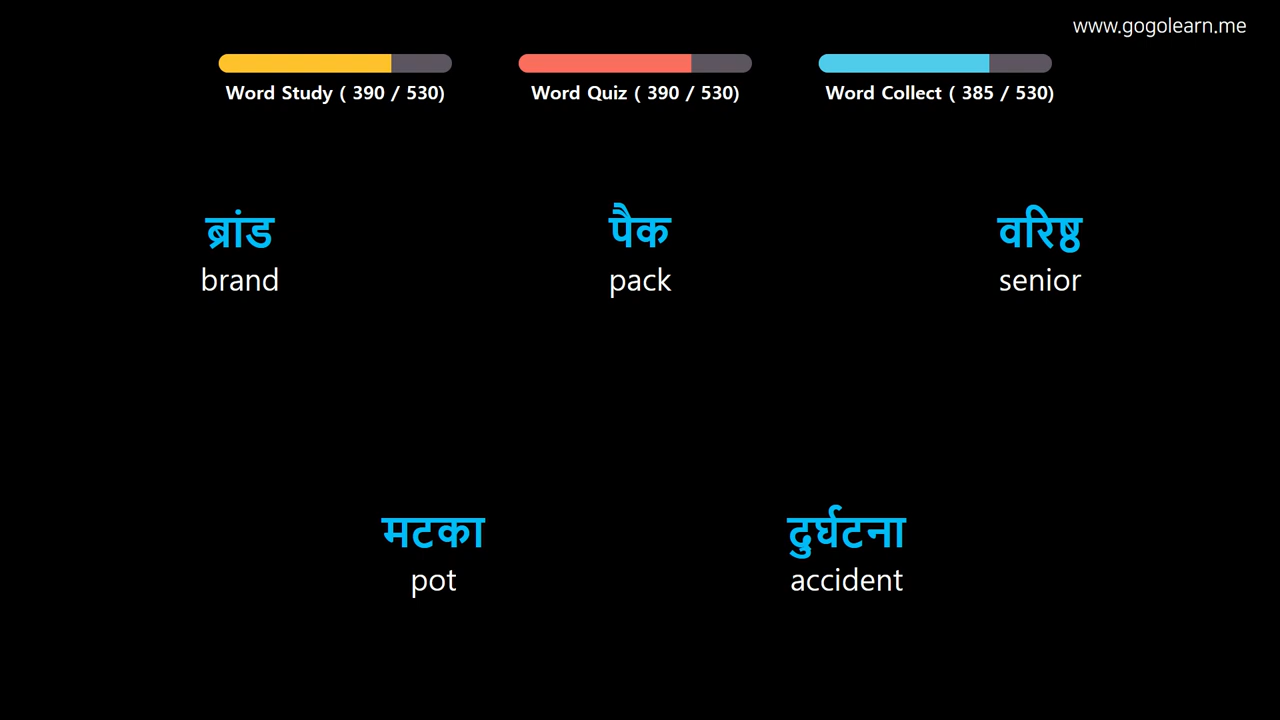 www.gogolearn.me
Word Study ( 390 / 530)
Word Quiz ( 390 / 530)
Word Collect ( 385 / 530)
ब्रांड
पैक
वरिष्ठ
brand
pack
senior
मटका
दुर्घटना
pot
accident